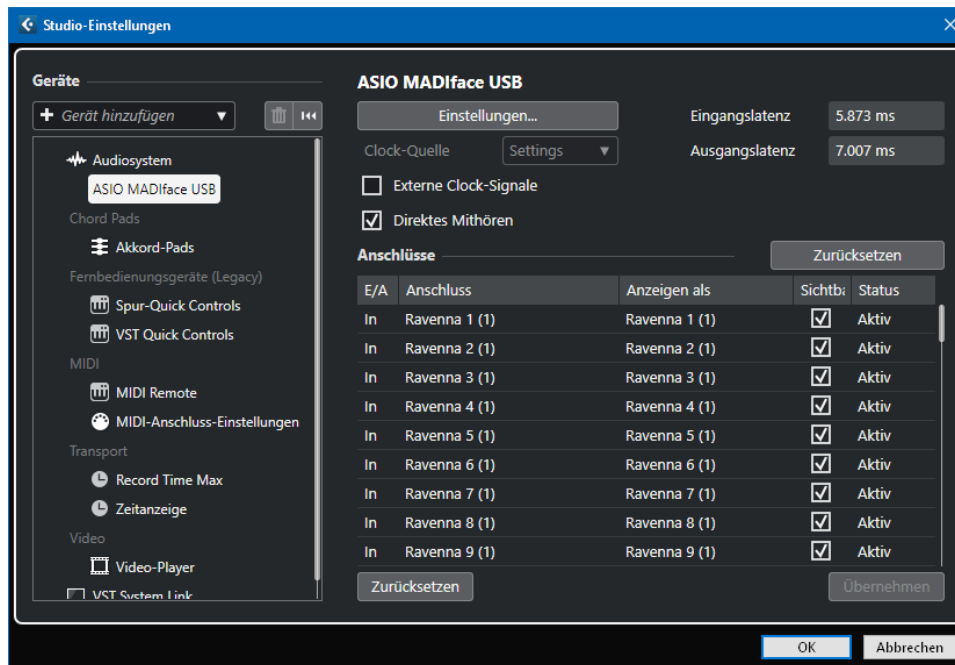 Studio-Einstellungen
Geräte
Gerät hinzufügen
Audiosystem
ASIO MADIface USB
Chord Pads
Akkord-Pads
Fernbedienungsgeräte (Legacy)
Spur-Quick Controls
VST Quick Controls
MIDI
MIDI Remote
MIDI-Anschluss-Einstellungen
Transport
Record Time Max
Zeitanzeige
Video
Video-Player
VST System Link
ASIO MADIface USB
Einstellungen...
Eingangslatenz 5.873 ms
Clock-Quelle Settings
Ausgangslatenz 7.007 ms
Externe Clock-Signale
Direktes Mithören
Anschlüsse
Zurücksetzen
E/A Anschluss Anzeigen als Sichtba Status
In Ravenna 1 (1) Ravenna 1 (1) Aktiv
In Ravenna 2 (1) Ravenna 2 (1) Aktiv
In Ravenna 3 (1) Ravenna 3 (1) Aktiv
In Ravenna 4 (1) Ravenna 4 (1) Aktiv
In Ravenna 5 (1) Ravenna 5 (1) Aktiv
In Ravenna 6 (1) Ravenna 6 (1) Aktiv
In Ravenna 7 (1) Ravenna 7 (1) Aktiv
In Ravenna 8 (1) Ravenna 8 (1) Aktiv
In Ravenna 9 (1) Ravenna 9 (1) Aktiv
Zurücksetzen
Übernehmen
OK
Abbrechen